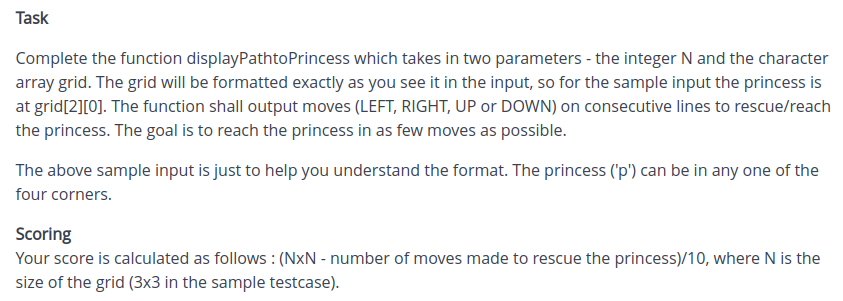 Task
Complete the function displayPathtoPrincess which takes in two parameters - the integer N and the character
array grid. The grid will be formatted exactly as you see it in the input, so for the sample input the princess is
at grid[2][0]. The function shall output moves (LEFT, RIGHT, UP or DOWN) on consecutive lines to rescue/reach
the princess. The goal is to reach the princess in as few moves as possible.
The above sample input is just to help you understand the format. The princess ('p') can be in any one of the
four corners.
Scoring
Your score is calculated as follows : (NxN - number of moves made to rescue the princess)/10, where N is the
size of the grid (3x3 in the sample testcase).